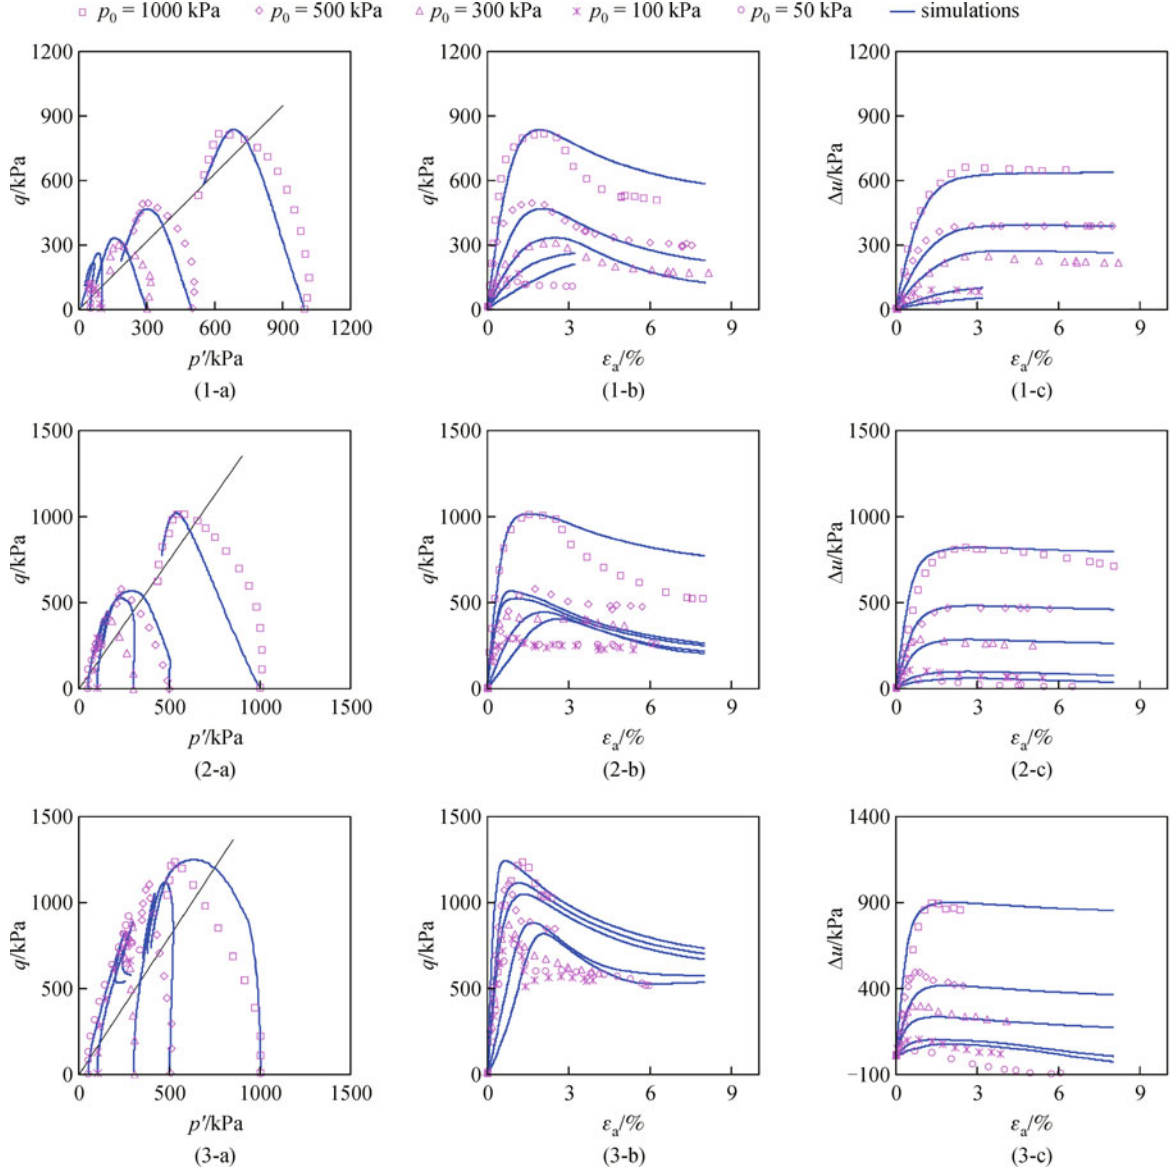 p₀ = 1000 kPa p₀ = 500 kPa p₀ = 300 kPa p₀ = 100 kPa p₀ = 50 kPa simulations
1200
900
600
300
0
q/kPa
0 300 600 900 1200
p′/kPa
(1-a)
1200
900
600
300
0
q/kPa
0 3 6 9
εₐ/%
(1-b)
1200
900
600
300
0
Δu/kPa
0 3 6 9
εₐ/%
(1-c)
1500
1000
500
0
q/kPa
0 500 1000 1500
p′/kPa
(2-a)
1500
1000
500
0
q/kPa
0 3 6 9
εₐ/%
(2-b)
1500
1000
500
0
Δu/kPa
0 3 6 9
εₐ/%
(2-c)
1500
1000
500
0
q/kPa
0 500 1000 1500
p′/kPa
(3-a)
1500
1000
500
0
q/kPa
0 3 6 9
εₐ/%
(3-b)
1400
900
400
−100
Δu/kPa
0 3 6 9
εₐ/%
(3-c)